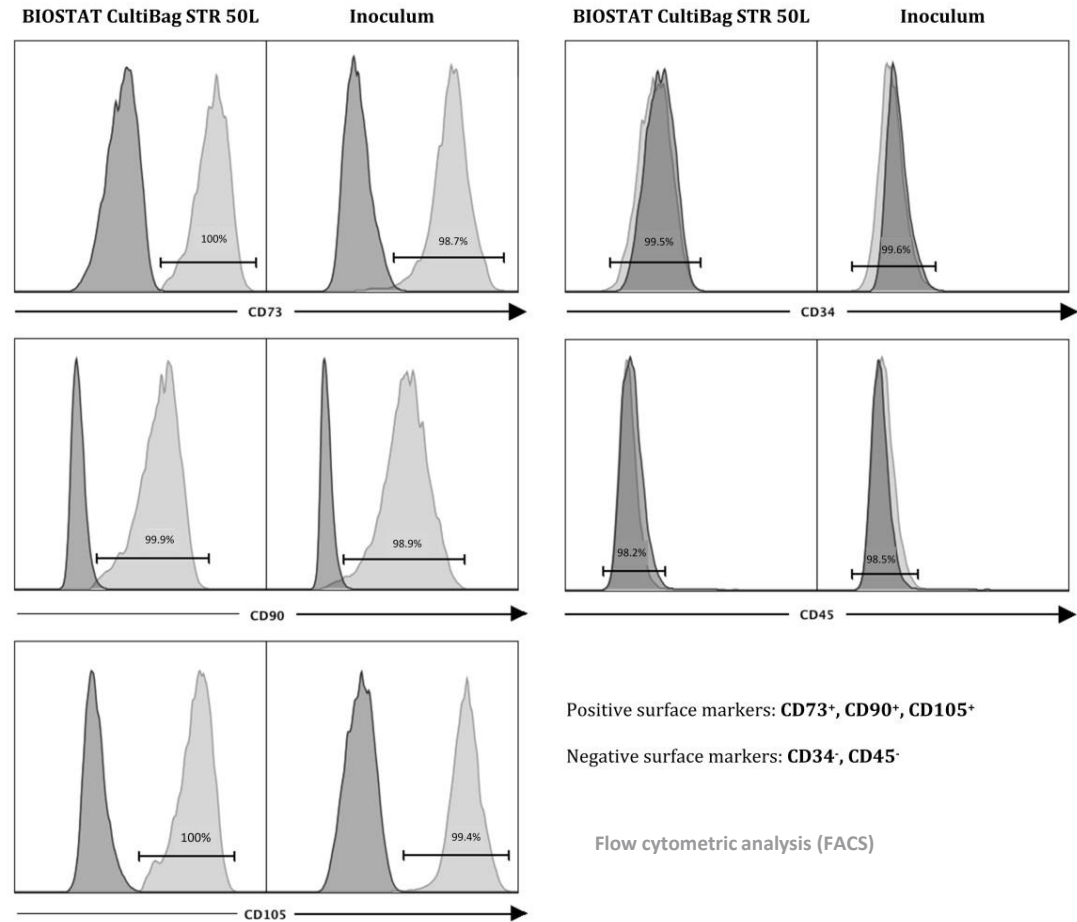 BIOSTAT CultiBag STR 50L Inoculum
100% 98.7%
CD73
99.9% 98.9%
CD90
100% 99.4%
CD105
BIOSTAT CultiBag STR 50L Inoculum
99.5% 99.6%
CD34
98.2% 98.5%
CD45
Positive surface markers: CD73⁺, CD90⁺, CD105⁺
Negative surface markers: CD34⁻, CD45⁻
Flow cytometric analysis (FACS)